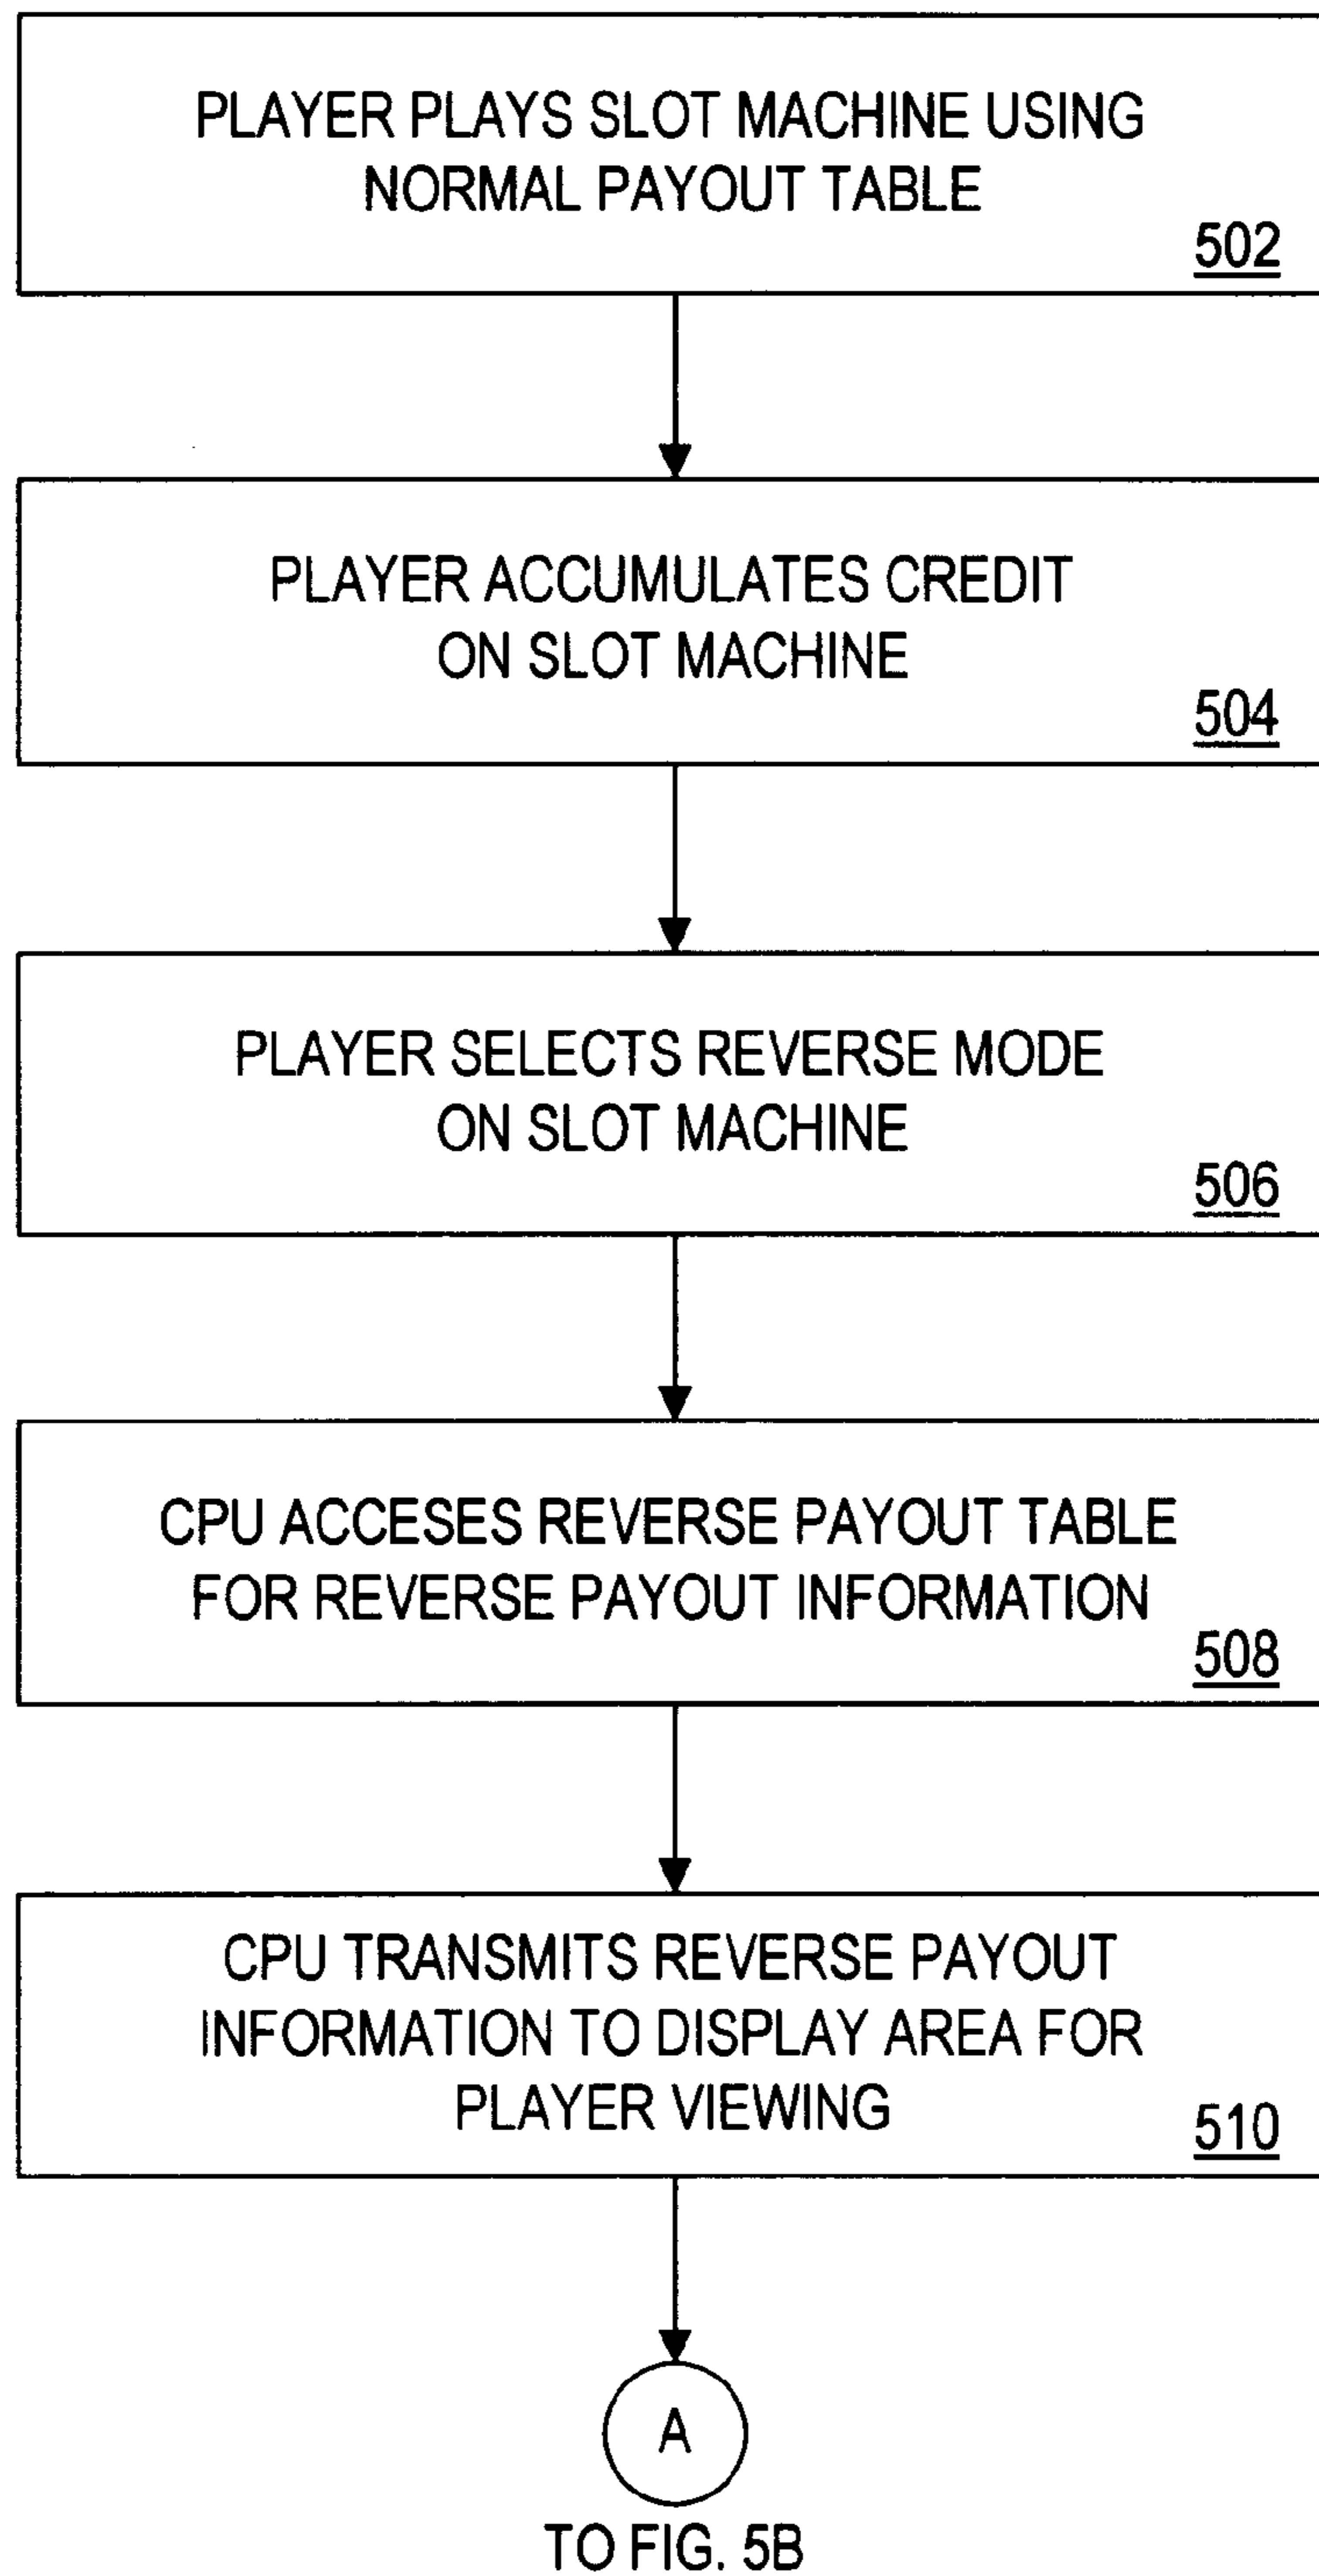 PLAYER PLAYS SLOT MACHINE USING
NORMAL PAYOUT TABLE
502
PLAYER ACCUMULATES CREDIT
ON SLOT MACHINE
504
PLAYER SELECTS REVERSE MODE
ON SLOT MACHINE
506
CPU ACCESES REVERSE PAYOUT TABLE
FOR REVERSE PAYOUT INFORMATION
508
CPU TRANSMITS REVERSE PAYOUT
INFORMATION TO DISPLAY AREA FOR
PLAYER VIEWING
510
A
TO FIG. 5B